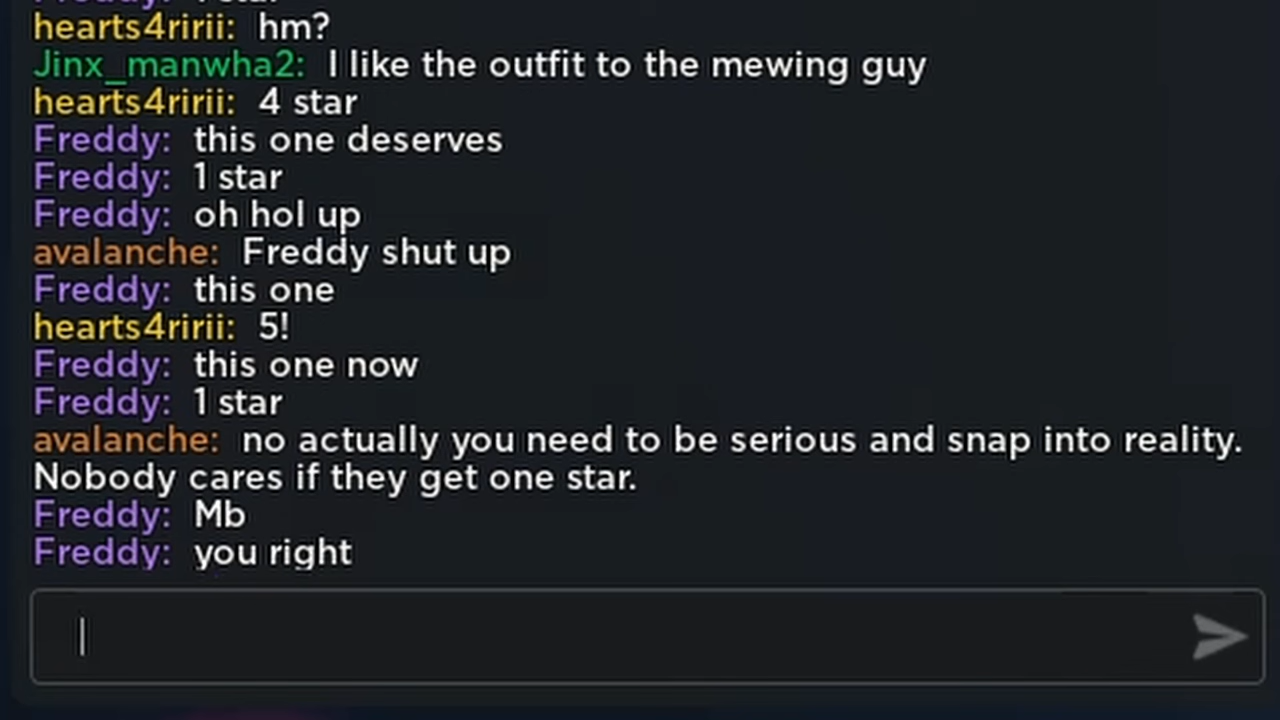 hearts4ririi: hm?
Jinx_manwha2: I like the outfit to the mewing guy
hearts4ririi: 4 star
Freddy: this one deserves
Freddy: 1 star
Freddy: oh hol up
avalanche: Freddy shut up
Freddy: this one
hearts4ririi: 5!
Freddy: this one now
Freddy: 1 star
avalanche: no actually you need to be serious and snap into reality.
Nobody cares if they get one star.
Freddy: Mb
Freddy: you right